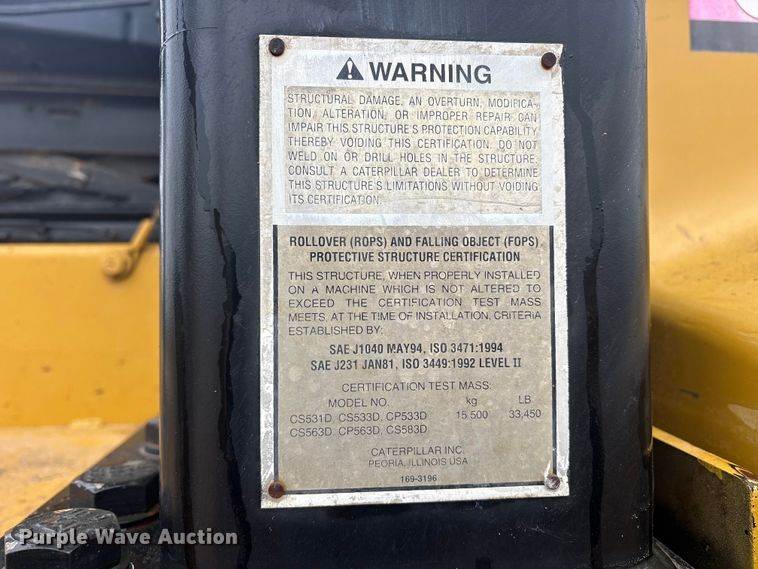 WARNING
STRUCTURAL DAMAGE, AN OVERTURN, MODIFICA-
TION, ALTERATION, OR IMPROPER REPAIR CAN
IMPAIR THIS STRUCTURE'S PROTECTION CAPABILITY
THEREBY VOIDING THIS CERTIFICATION. DO NOT
WELD ON OR DRILL HOLES IN THE STRUCTURE.
CONSULT A CATERPILLAR DEALER TO DETERMINE
THIS STRUCTURE'S LIMITATIONS WITHOUT VOIDING
ITS CERTIFICATION.
ROLLOVER (ROPS) AND FALLING OBJECT (FOPS)
PROTECTIVE STRUCTURE CERTIFICATION
THIS STRUCTURE, WHEN PROPERLY INSTALLED
ON A MACHINE WHICH IS NOT ALTERED TO
EXCEED THE CERTIFICATION TEST MASS
MEETS, AT THE TIME OF INSTALLATION, CRITERIA
ESTABLISHED BY:
SAE J1040 MAY94, ISO 3471:1994
SAE J231 JAN81, ISO 3449:1992 LEVEL II
CERTIFICATION TEST MASS:
MODEL NO. kg LB
CS531D, CS533D, CP533D 15 500 33,450
CS563D, CP563D, CS583D
CATERPILLAR INC.
PEORIA, ILLINOIS USA
169-3196
Purple Wave Auction